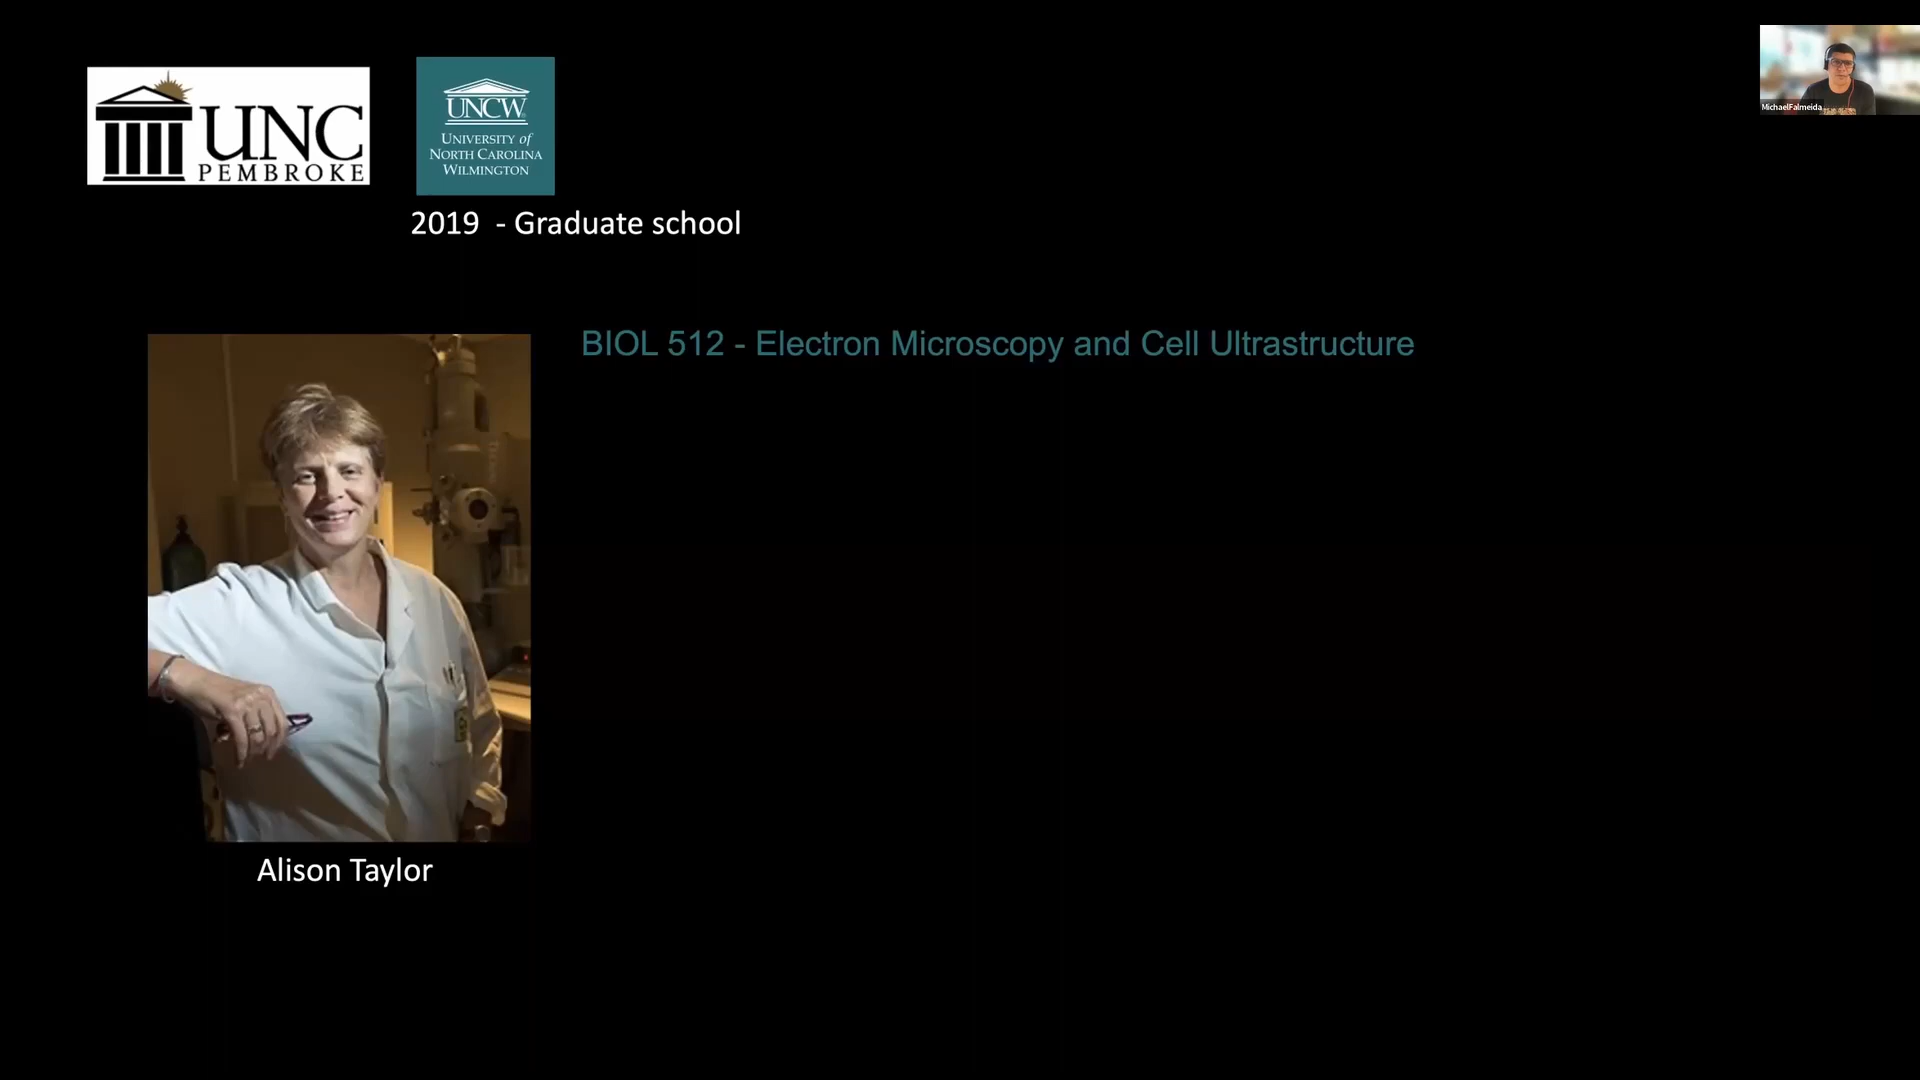 UNC
PEMBROKE
UNCW
UNIVERSITY of
NORTH CAROLINA
WILMINGTON
2019 - Graduate school
MichaelFalmeida
BIOL 512 - Electron Microscopy and Cell Ultrastructure
Alison Taylor